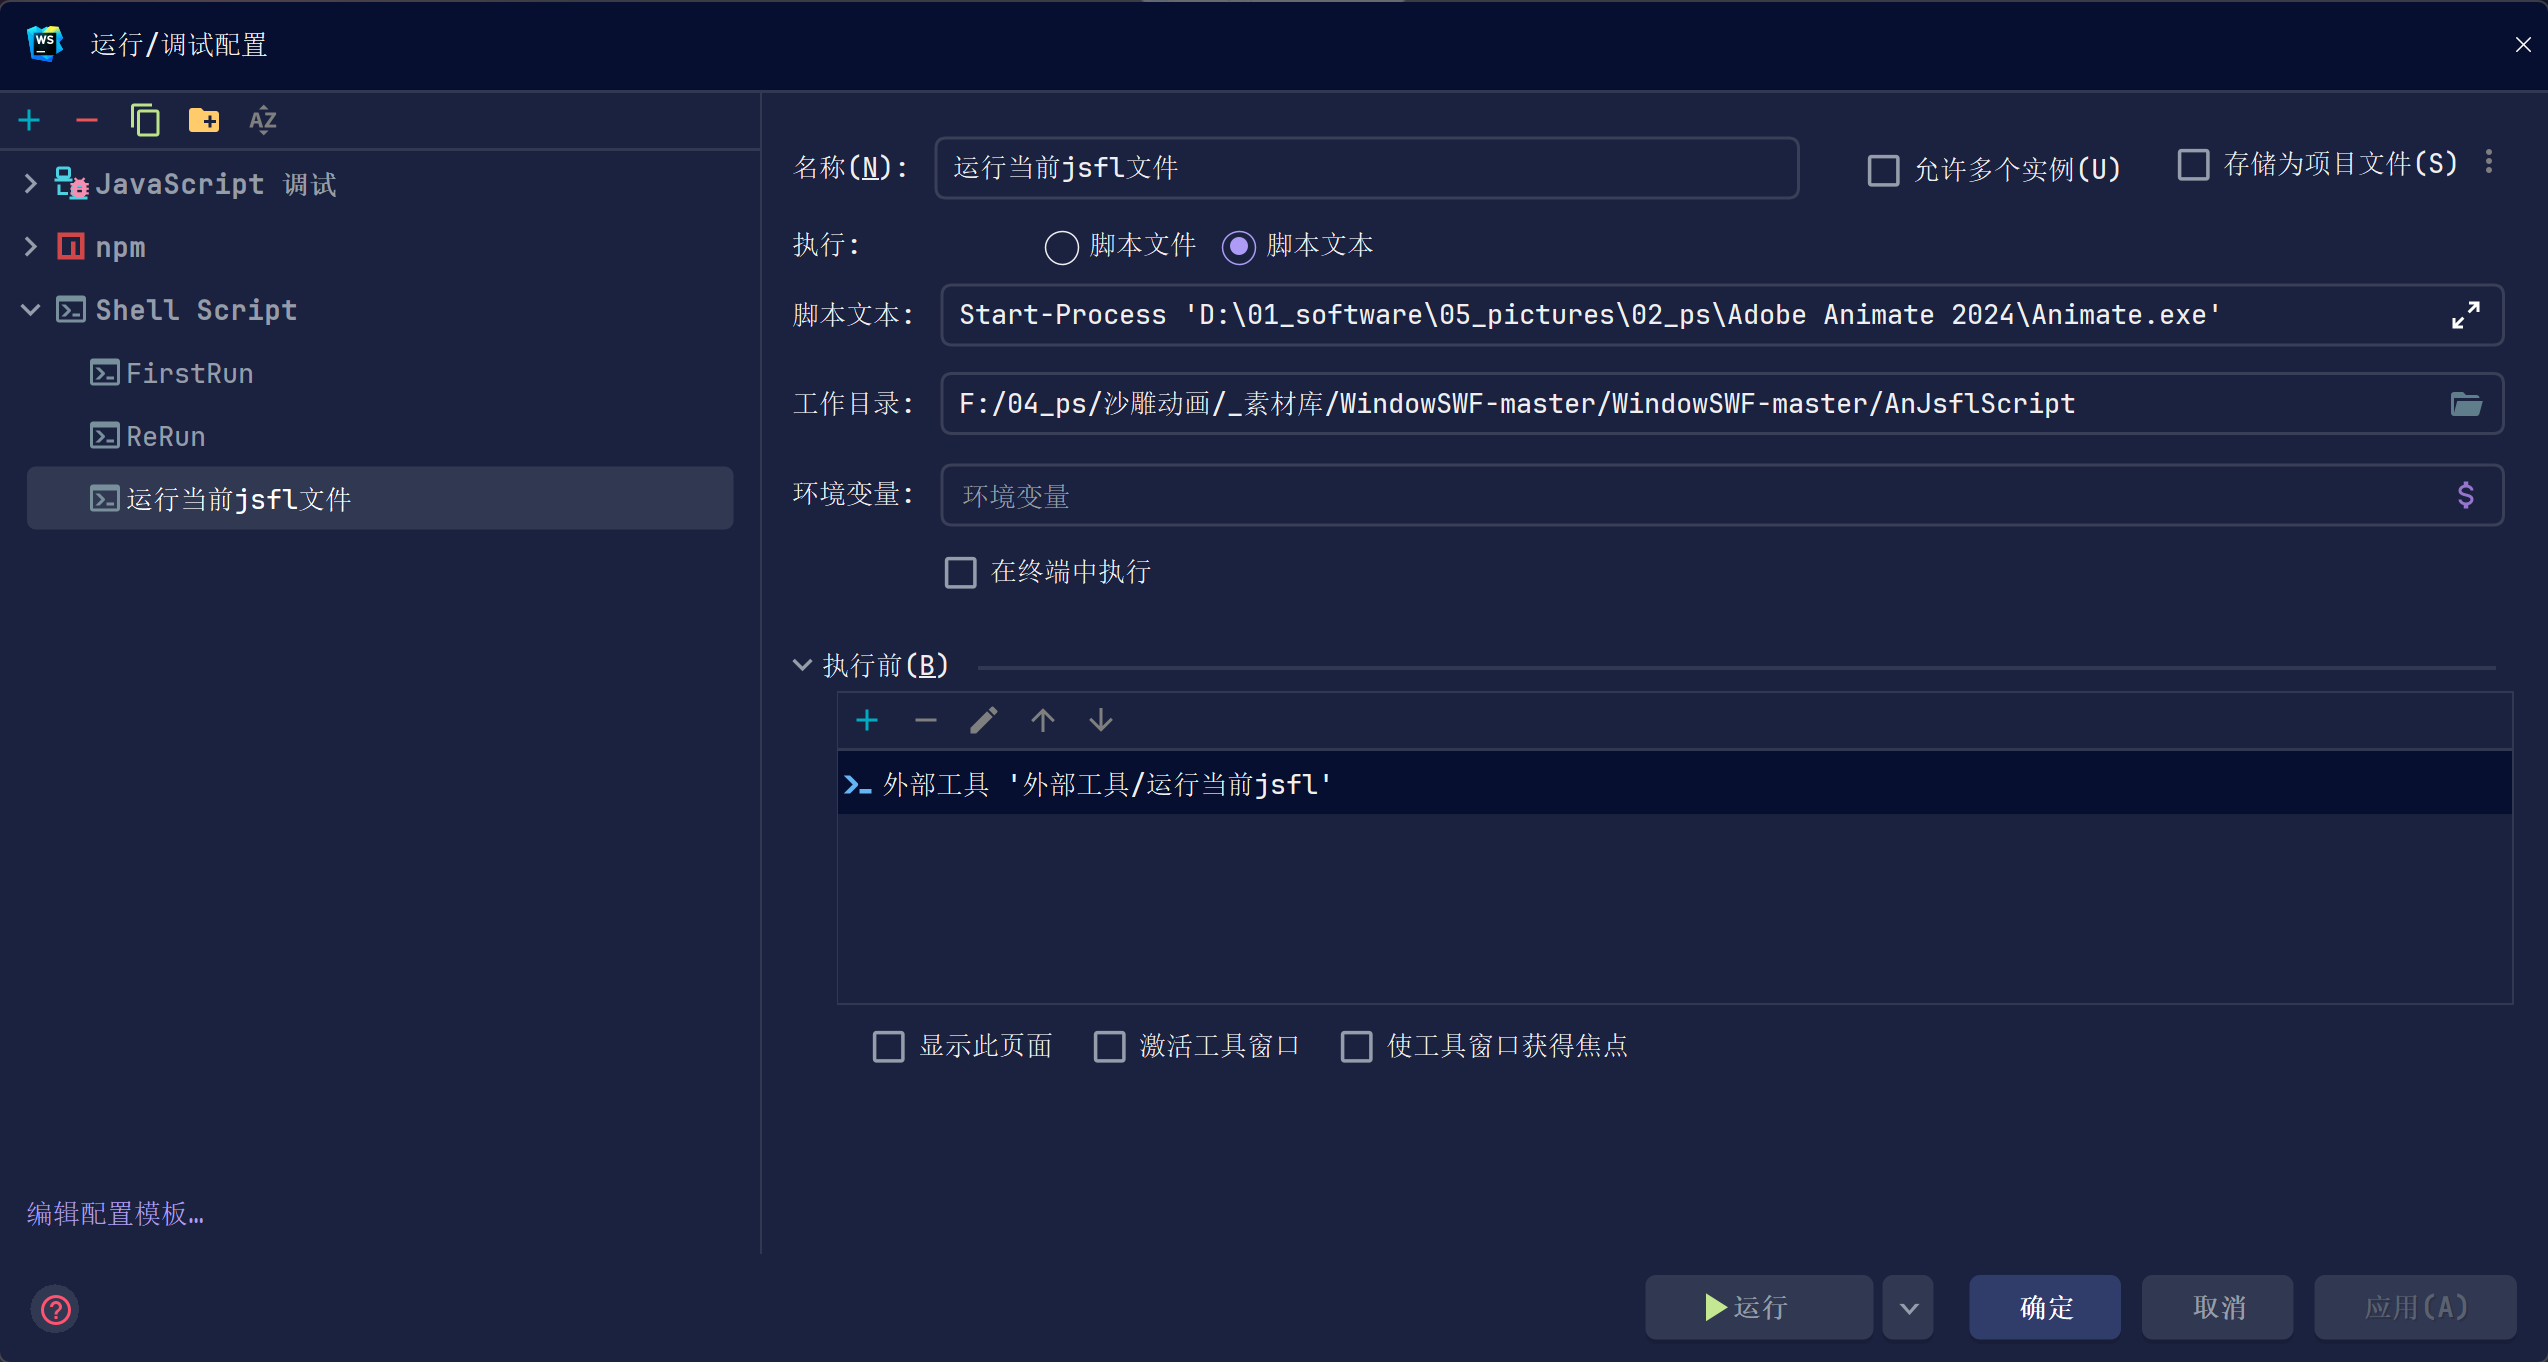 WS 运行/调试配置
AZ
JavaScript 调试
npm
Shell Script
FirstRun
ReRun
运行当前jsfl文件
编辑配置模板…
名称(N): 运行当前jsfl文件 允许多个实例(U) 存储为项目文件(S)
执行: 脚本文件 脚本文本
脚本文本: Start-Process 'D:\01_software\05_pictures\02_ps\Adobe Animate 2024\Animate.exe'
工作目录: F:/04_ps/沙雕动画/_素材库/WindowSWF-master/WindowSWF-master/AnJsflScript
环境变量: 环境变量 $
在终端中执行
执行前(B)
外部工具 '外部工具/运行当前jsfl'
显示此页面 激活工具窗口 使工具窗口获得焦点
? 运行 确定 取消 应用(A)